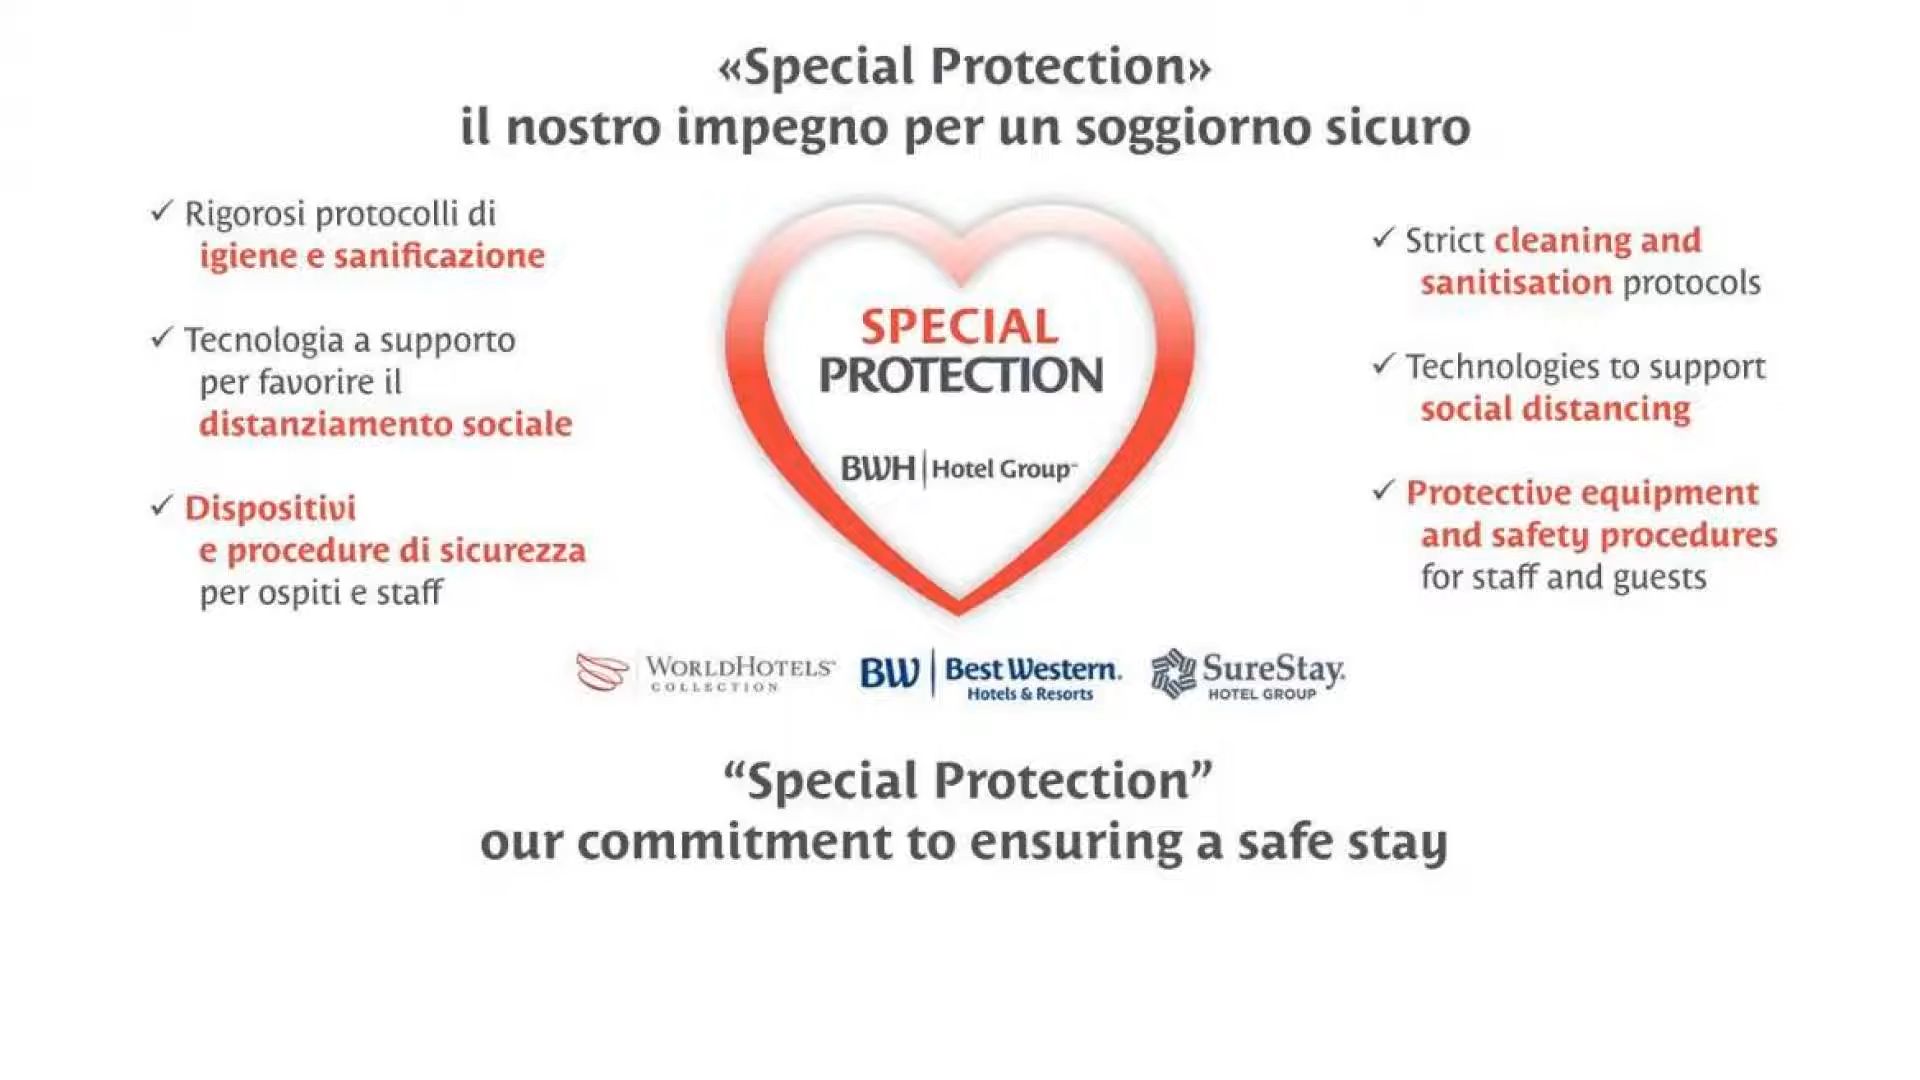 «Special Protection»
il nostro impegno per un soggiorno sicuro
✓ Rigorosi protocolli di
igiene e sanificazione
✓ Tecnologia a supporto
per favorire il
distanziamento sociale
✓ Dispositivi
e procedure di sicurezza
per ospiti e staff
SPECIAL
PROTECTION
BWH | Hotel Group℠
✓ Strict cleaning and
sanitisation protocols
✓ Technologies to support
social distancing
✓ Protective equipment
and safety procedures
for staff and guests
WORLDHOTELS℠
COLLECTION
BW | Best Western.
Hotels & Resorts
SureStay.
HOTEL GROUP
“Special Protection”
our commitment to ensuring a safe stay